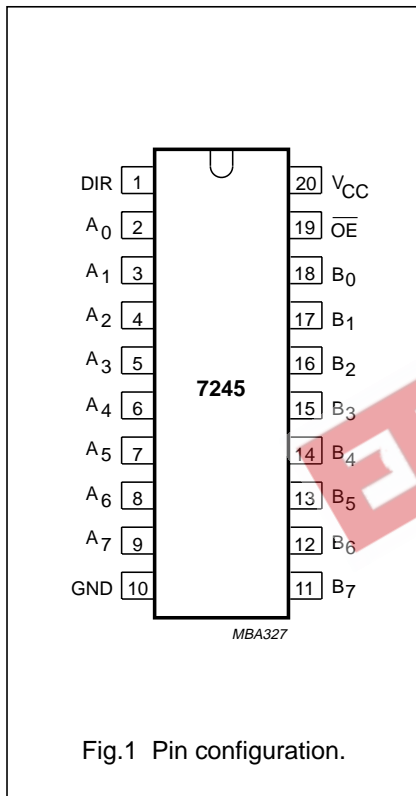 DIR 1 20 VCC
A0 2 19 OE
A1 3 18 B0
A2 4 17 B1
A3 5 16 B2
7245
A4 6 15 B3
A5 7 14 B4
A6 8 13 B5
A7 9 12 B6
GND 10 11 B7
MBA327
Fig.1 Pin configuration.